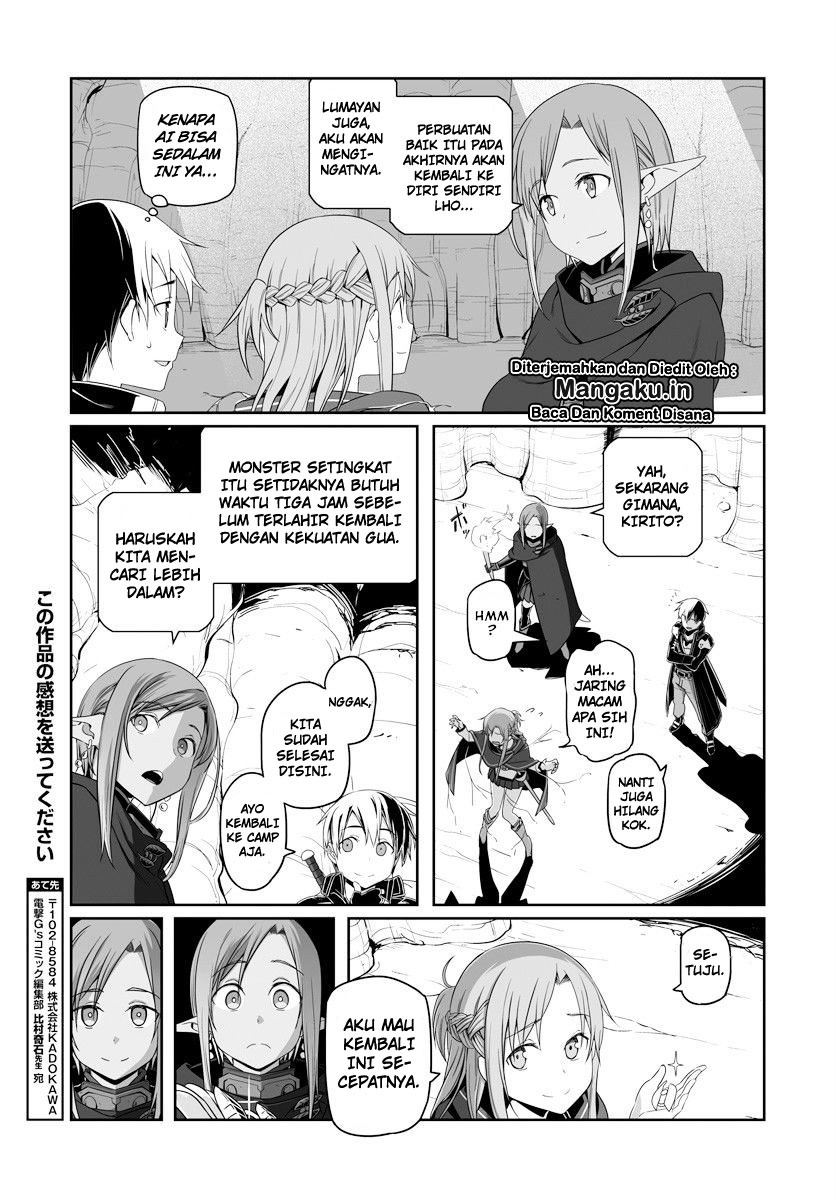 PERBUATAN
BAIK ITU PADA
AKHIRNYA AKAN
KEMBALI KE
DIRI SENDIRI
LHO...
LUMAYAN
JUGA,
AKU AKAN
MENGI-
NGATNYA.
KENAPA
AI BISA
SEDALAM
INI YA...
Diterjemahkan dan Diedit Oleh :
Mangaku.in
Baca Dan Koment Disana
YAH,
SEKARANG
GIMANA,
KIRITO?
ボッ
HMM
?
AH...
JARING
MACAM
APA SIH
INI!
NANTI
JUGA
HILANG
KOK.
MONSTER SETINGKAT
ITU SETIDAKNYA BUTUH
WAKTU TIGA JAM SEBE-
LUM TERLAHIR KEMBALI
DENGAN KEKUATAN GUA.
HARUSKAH
KITA MEN-
CARI LEBIH
DALAM?
NGGAK,
KITA
SUDAH
SELESAI
DISINI.
AYO
KEMBALI
KE CAMP
AJA.
SE-
TUJU.
AKU MAU
KEMBALI
INI SE-
CEPATNYA.
この作品の感想を送ってください
あて先
〒102-8584 株式会社KADOKAWA
電撃G'sコミック編集部 比村奇石先生 宛